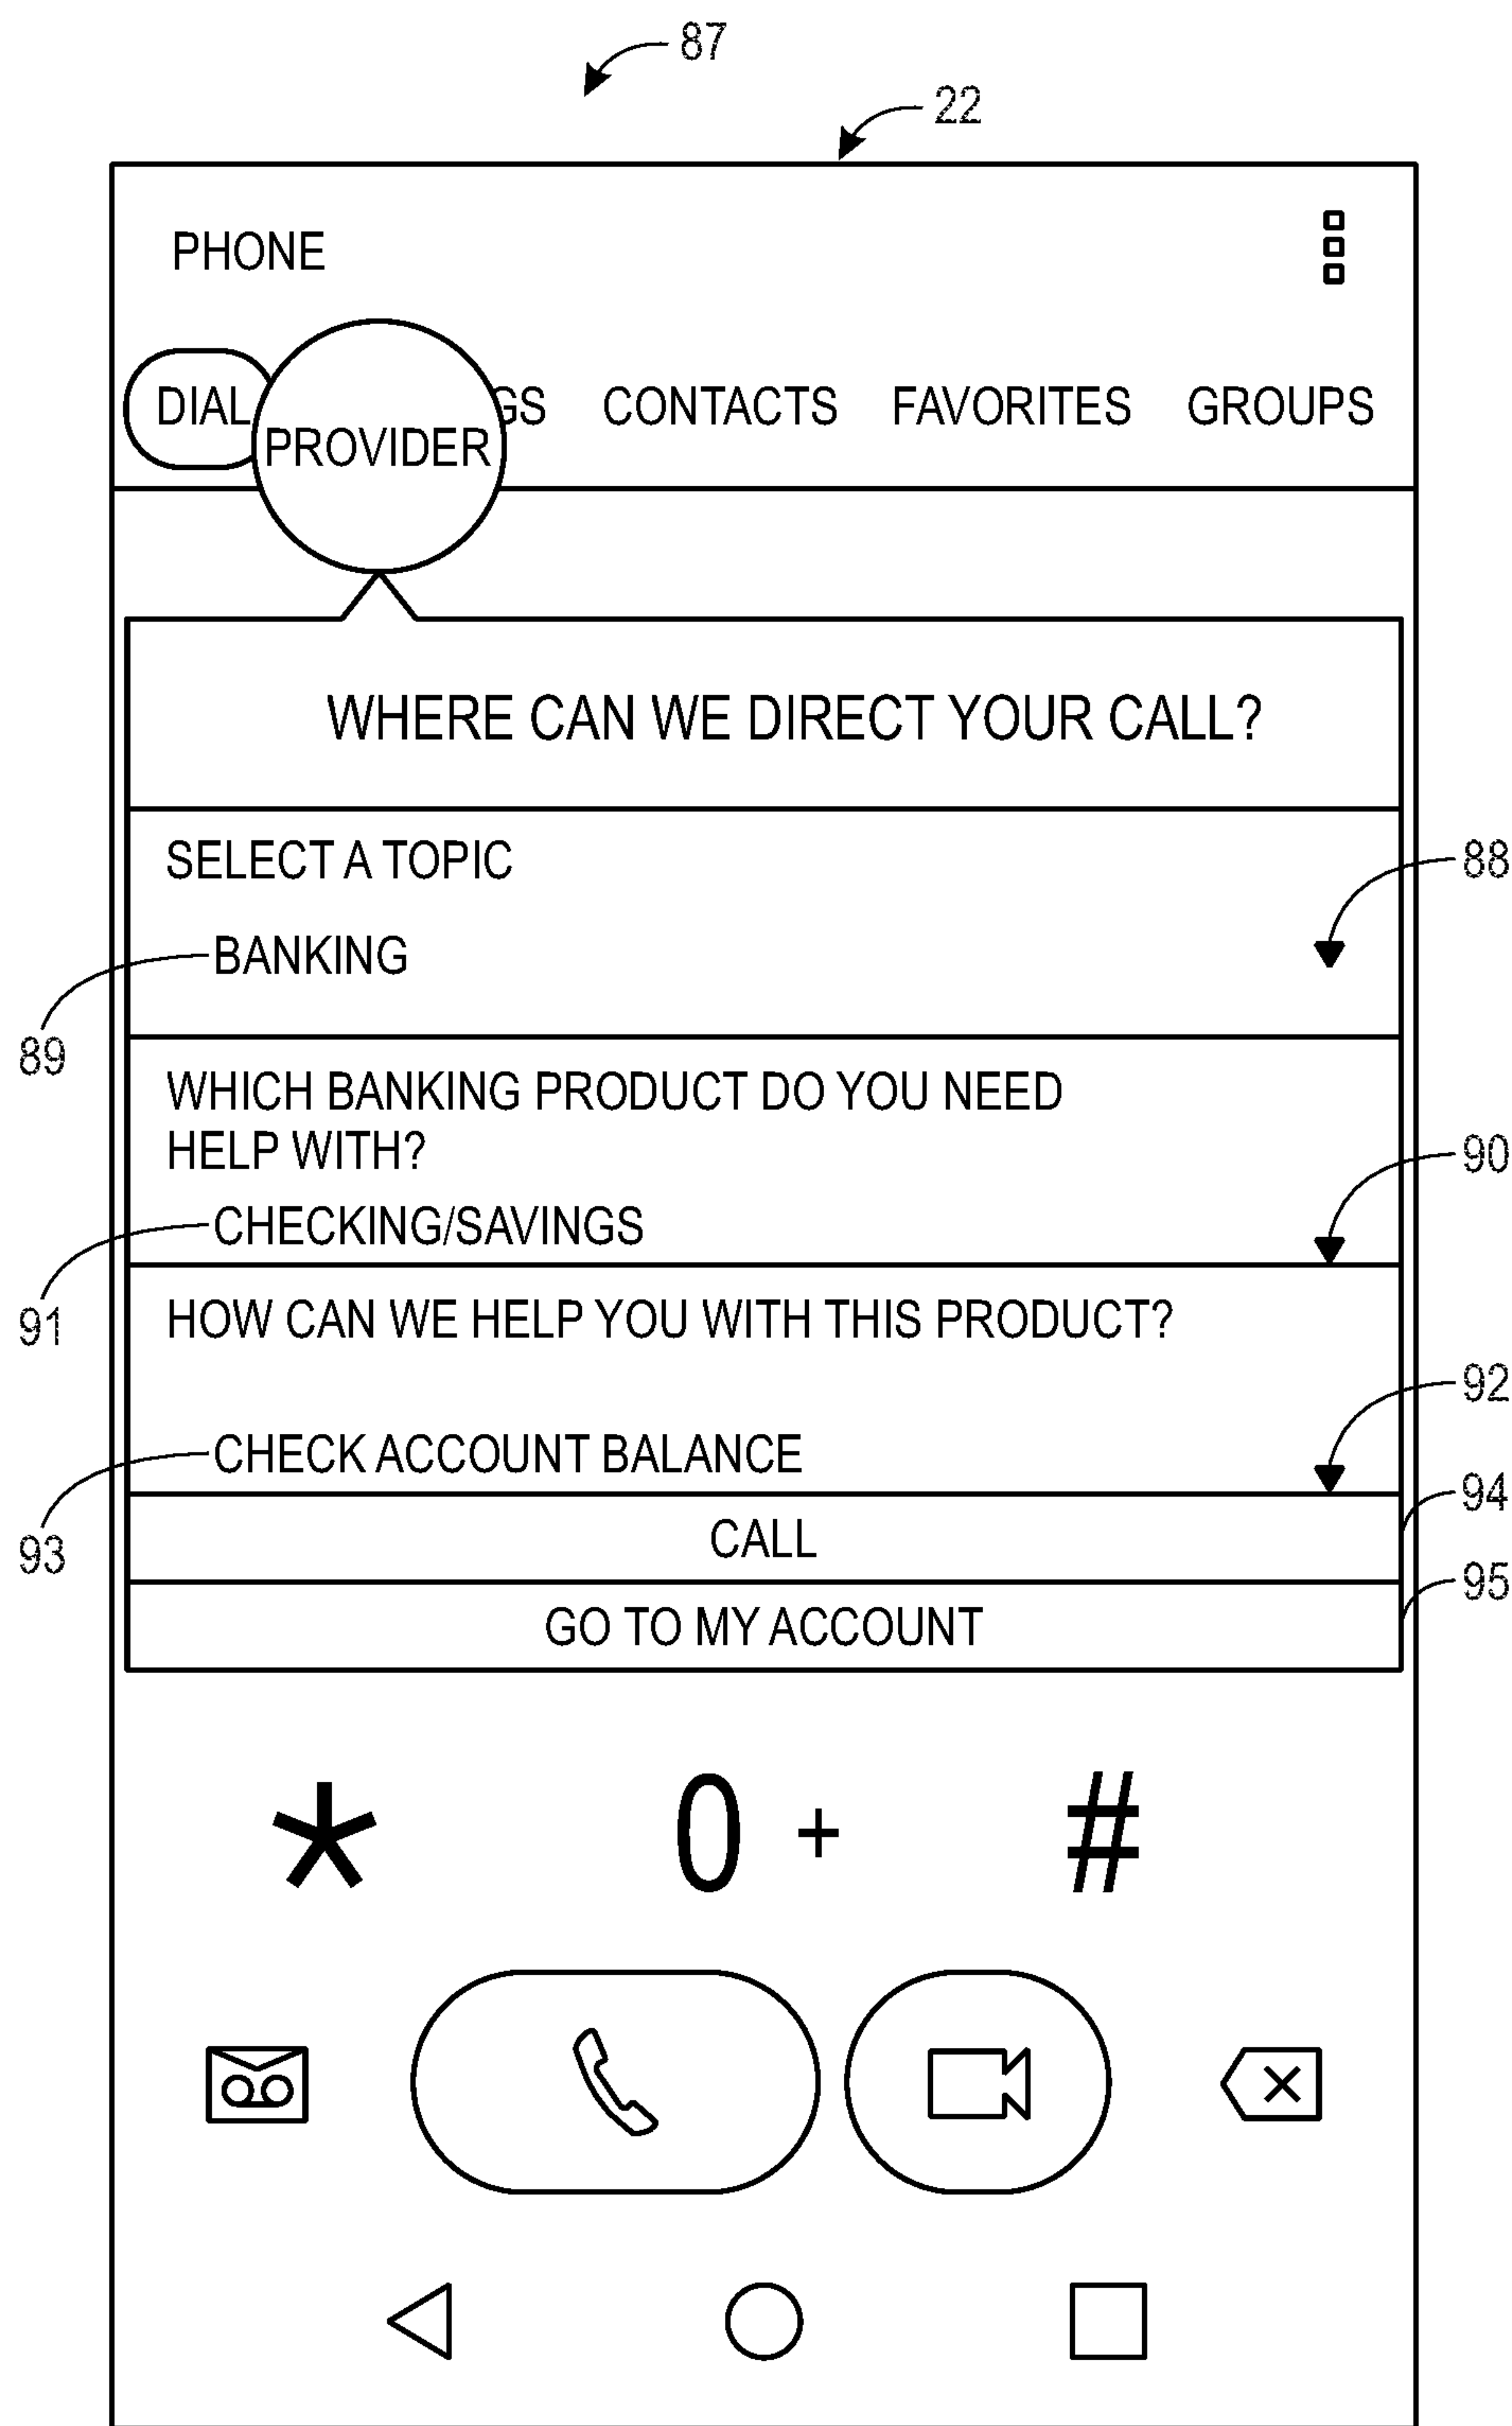 87
22
PHONE
DIAL PROVIDER GS CONTACTS FAVORITES GROUPS
WHERE CAN WE DIRECT YOUR CALL?
SELECT A TOPIC
88
BANKING
89
WHICH BANKING PRODUCT DO YOU NEED
HELP WITH?
90
CHECKING/SAVINGS
91
HOW CAN WE HELP YOU WITH THIS PRODUCT?
92
CHECK ACCOUNT BALANCE
94
93
CALL
95
GO TO MY ACCOUNT
* 0 + #